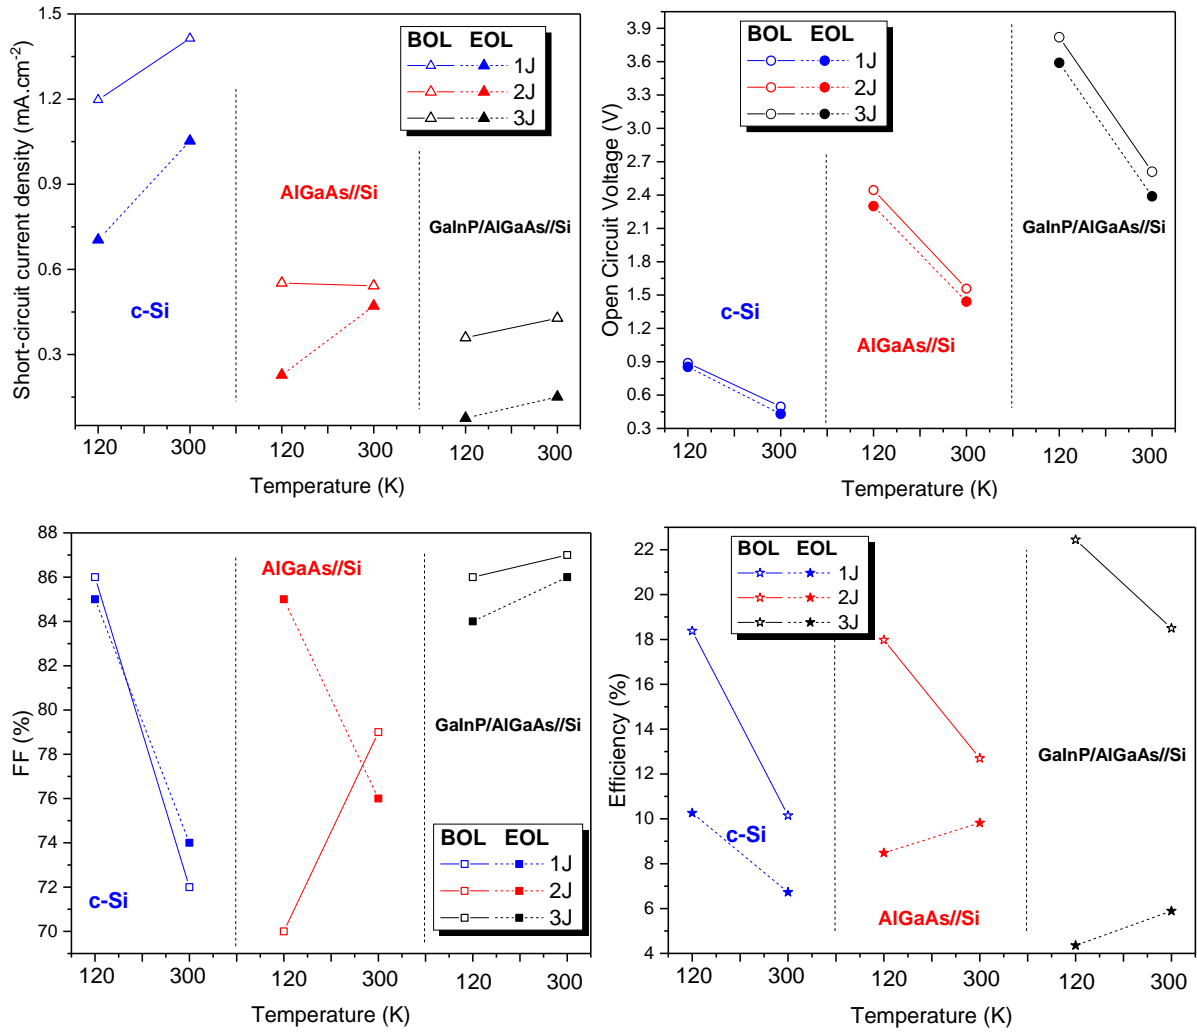 Short-circuit current density (mA.cm-2)
1.5
1.2
0.9
0.6
0.3
BOL EOL
1J
2J
3J
AlGaAs//Si
GaInP/AlGaAs//Si
c-Si
120 300 120 300 120 300
Temperature (K)
Open Circuit Voltage (V)
3.9
3.6
3.3
3.0
2.7
2.4
2.1
1.8
1.5
1.2
0.9
0.6
0.3
BOL EOL
1J
2J
3J
GaInP/AlGaAs//Si
c-Si
AlGaAs//Si
120 300 120 300 120 300
Temperature (K)
FF (%)
88
86
84
82
80
78
76
74
72
70
AlGaAs//Si
GaInP/AlGaAs//Si
c-Si
BOL EOL
1J
2J
3J
120 300 120 300 120 300
Temperature (K)
Efficiency (%)
22
20
18
16
14
12
10
8
6
4
BOL EOL
1J
2J
3J
GaInP/AlGaAs//Si
c-Si
AlGaAs//Si
120 300 120 300 120 300
Temperature (K)